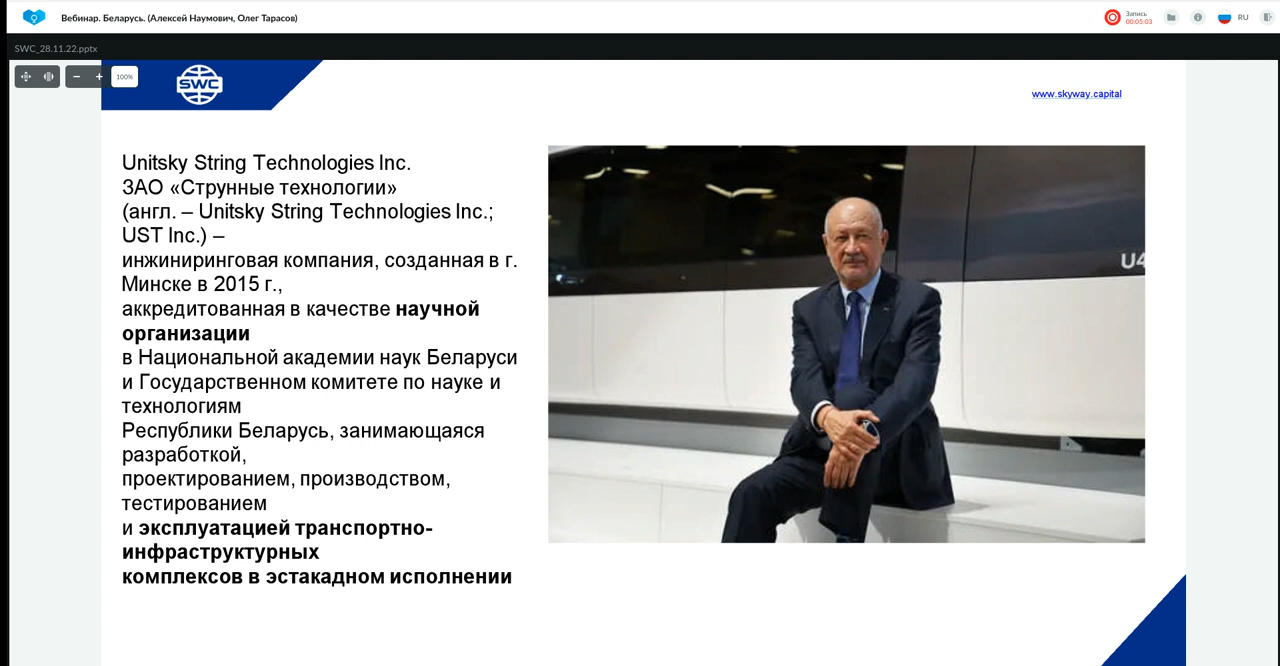 Вебинар. Беларусь. (Алексей Наумович, Олег Тарасов)
Запись
00:05:03
RU
SWC_28.11.22.pptx
100%
SWC
www.skyway.capital
Unitsky String Technologies Inc.
ЗАО «Струнные технологии»
(англ. – Unitsky String Technologies Inc.;
UST Inc.) –
инжиниринговая компания, созданная в г.
Минске в 2015 г.,
аккредитованная в качестве научной
организации
в Национальной академии наук Беларуси
и Государственном комитете по науке и
технологиям
Республики Беларусь, занимающаяся
разработкой,
проектированием, производством,
тестированием
и эксплуатацией транспортно-
инфраструктурных
комплексов в эстакадном исполнении
U4